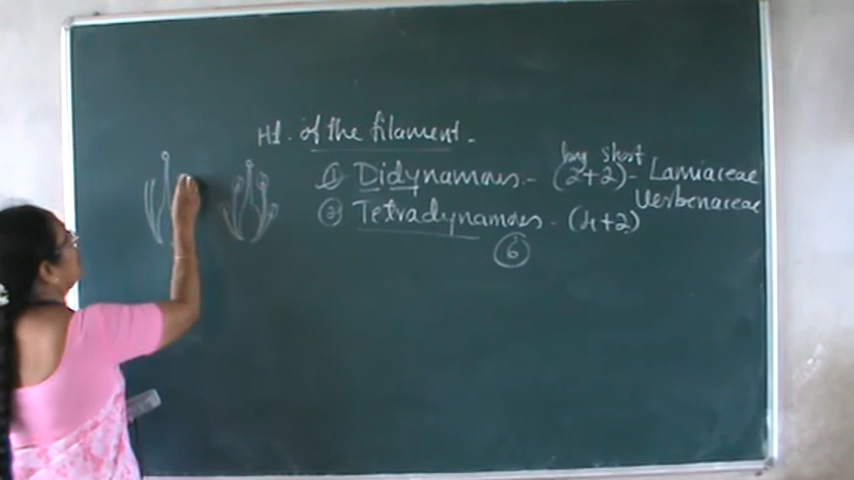 Ht. of the filament.
long short
① Didynamous - (2+2) - Lamiaceae
Verbenaceae
② Tetradynamous - (4+2)
⑥